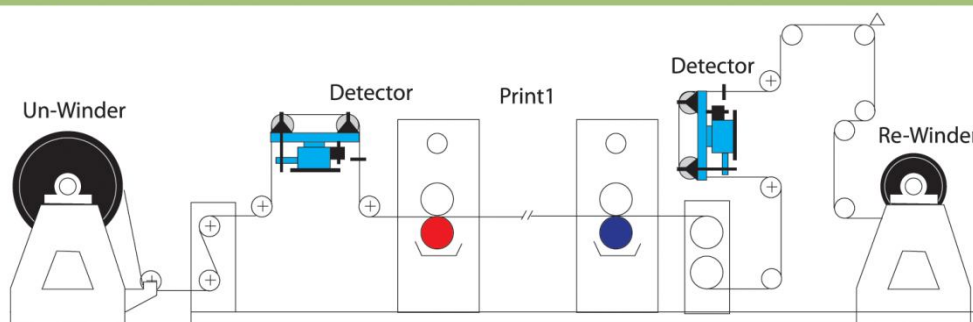 Un-Winder
Detector
Print1
Detector
Re-Winder